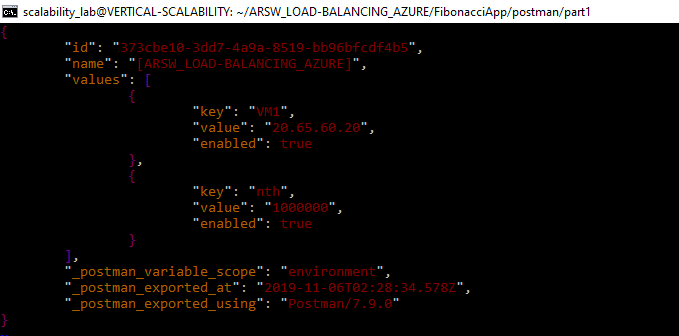 scalability_lab@VERTICAL-SCALABILITY: ~/ARSW_LOAD-BALANCING_AZURE/FibonacciApp/postman/part1
{
"id": "373cbe10-3dd7-4a9a-8519-bb96bfcdf4b5",
"name": "[ARSW_LOAD-BALANCING_AZURE]",
"values": [
{
"key": "VM1",
"value": "20.65.60.20",
"enabled": true
},
{
"key": "nth",
"value": "1000000",
"enabled": true
}
],
"_postman_variable_scope": "environment",
"_postman_exported_at": "2019-11-06T02:28:34.578Z",
"_postman_exported_using": "Postman/7.9.0"
}